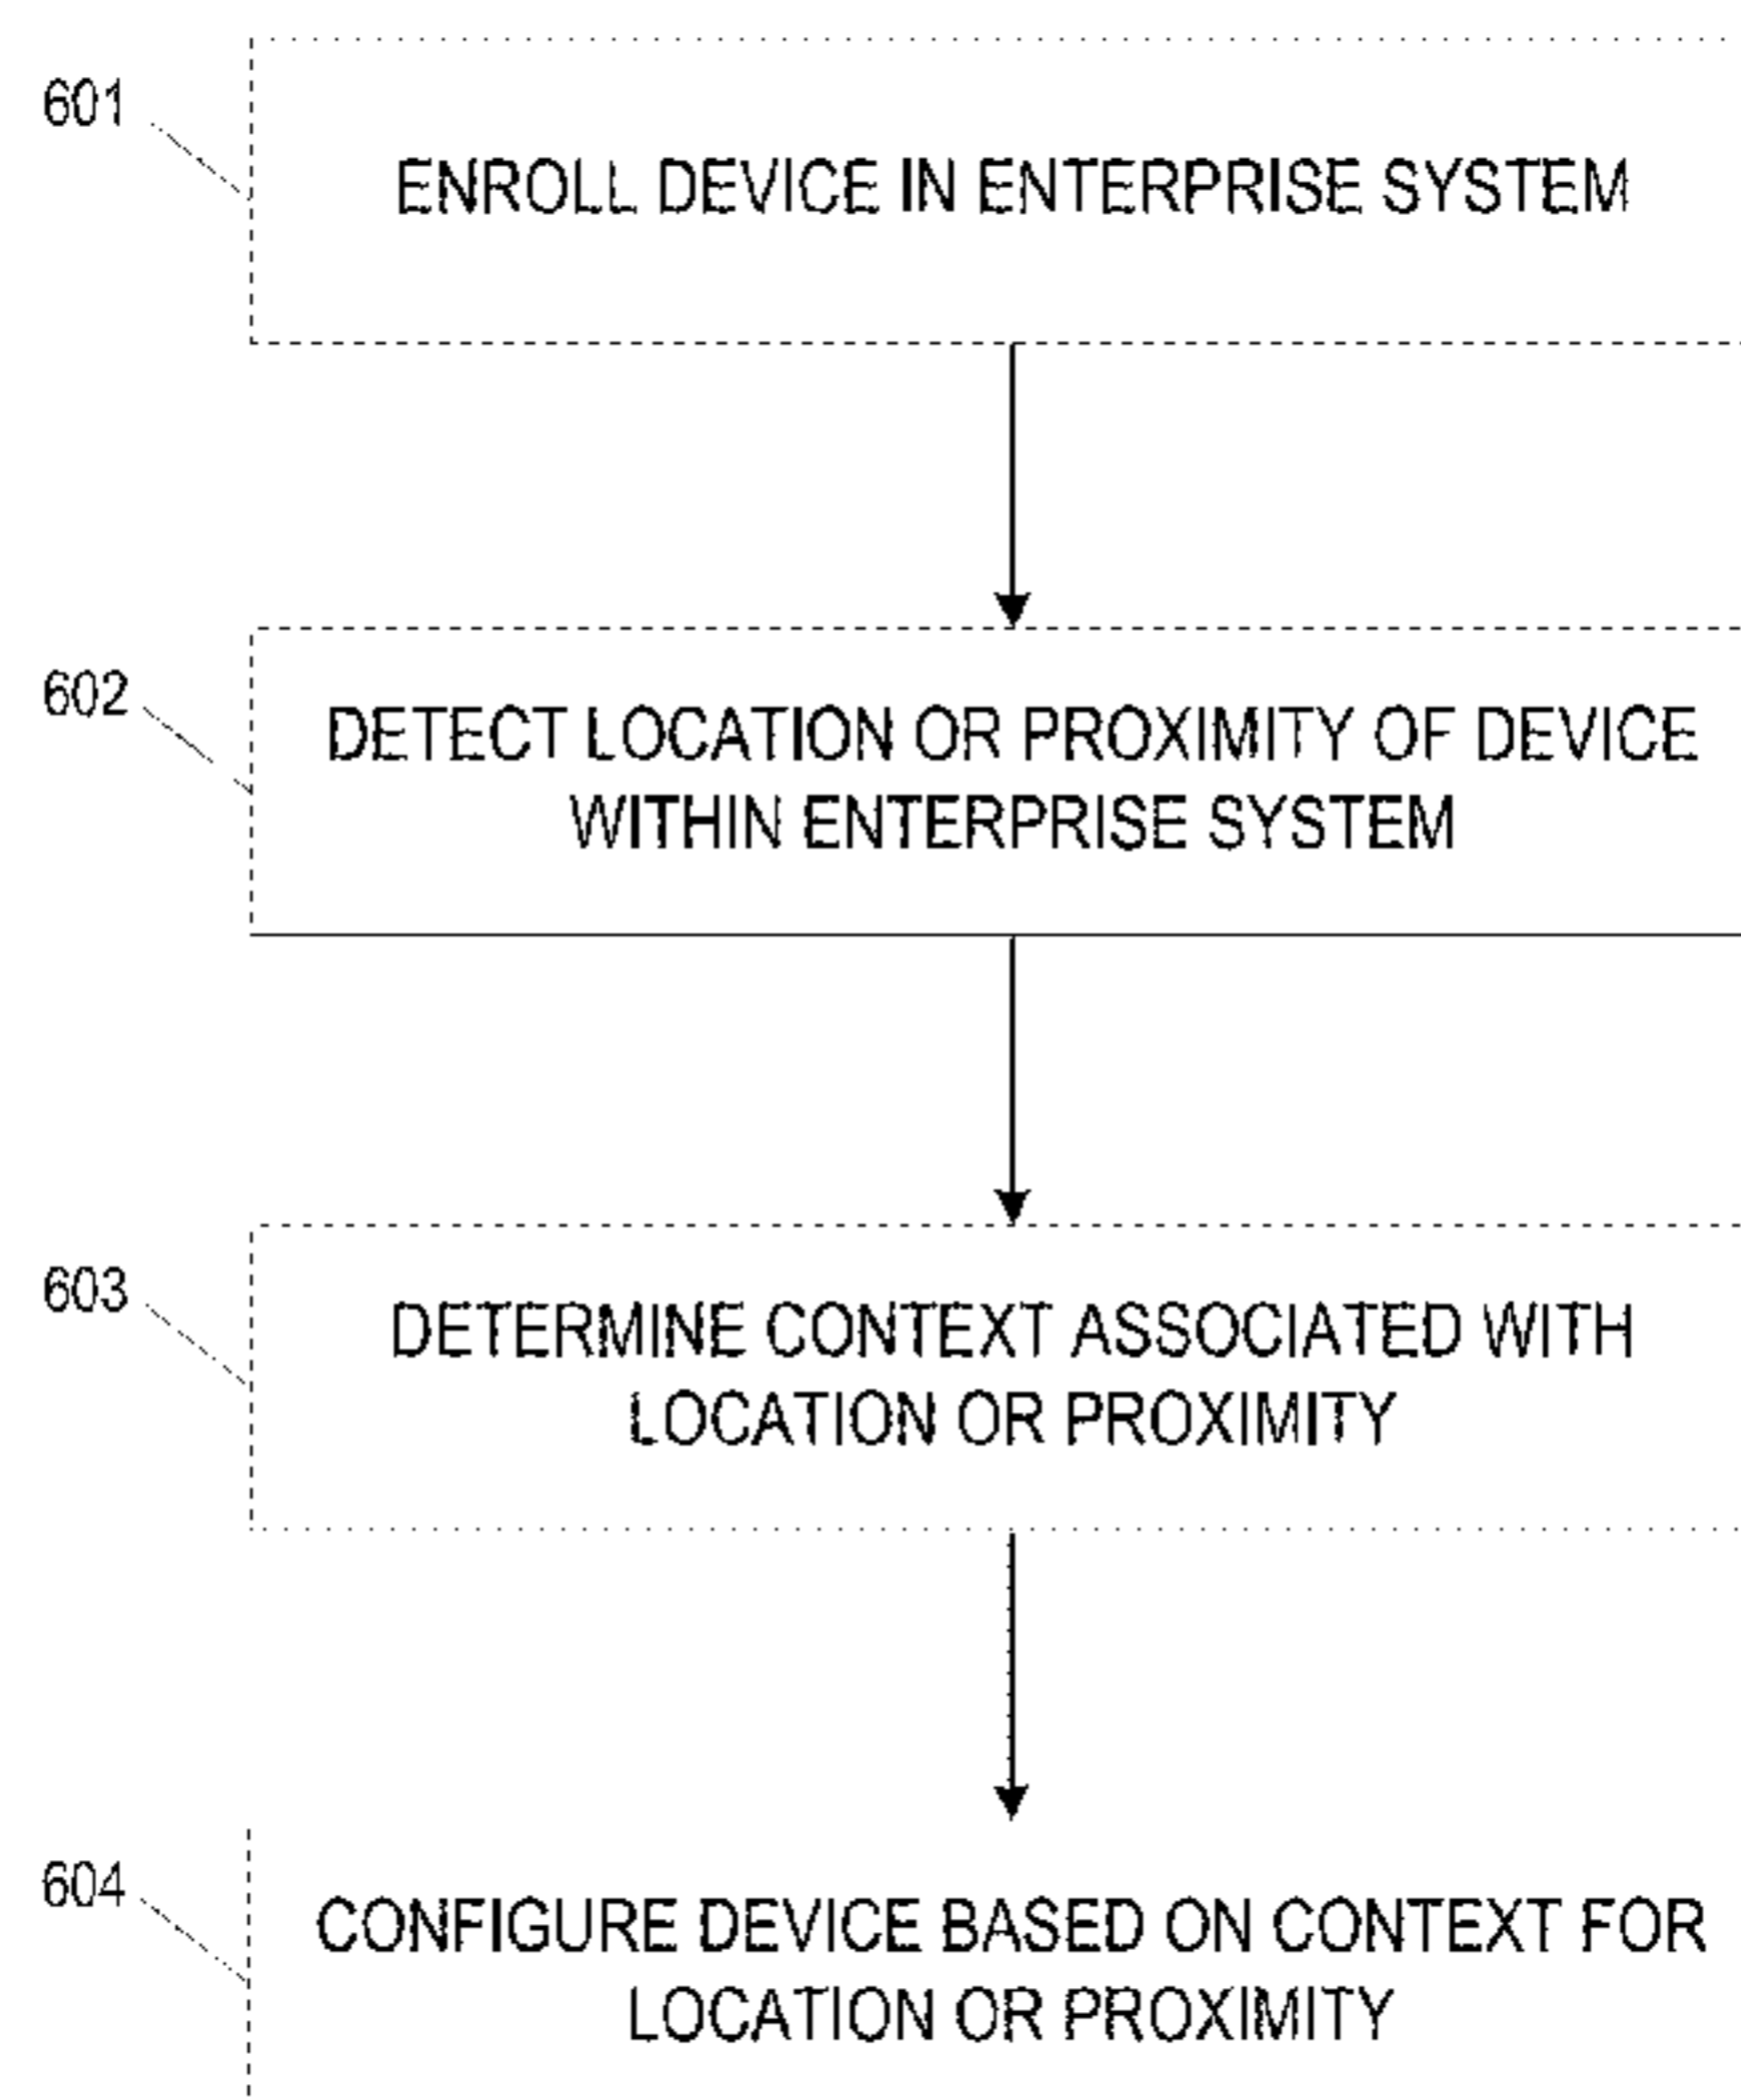 601
ENROLL DEVICE IN ENTERPRISE SYSTEM
602
DETECT LOCATION OR PROXIMITY OF DEVICE
WITHIN ENTERPRISE SYSTEM
603
DETERMINE CONTEXT ASSOCIATED WITH
LOCATION OR PROXIMITY
604
CONFIGURE DEVICE BASED ON CONTEXT FOR
LOCATION OR PROXIMITY